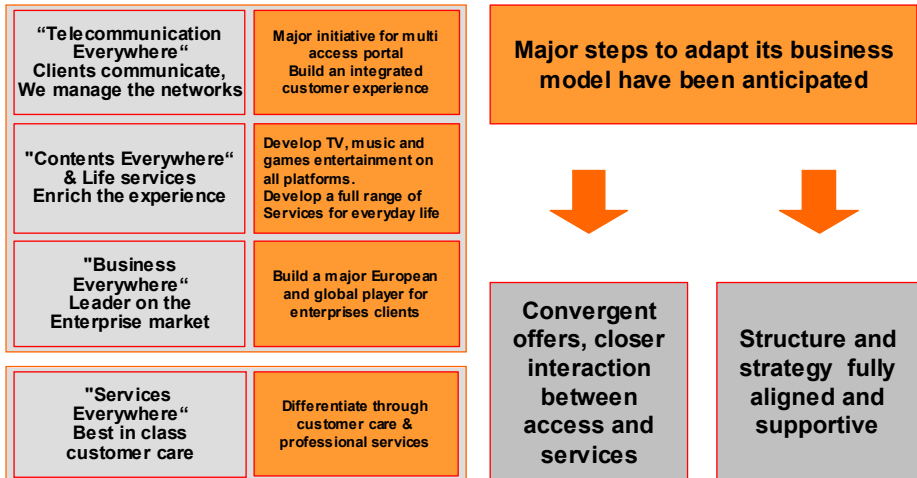 “Telecommunication
Everywhere“
Clients communicate,
We manage the networks
Major initiative for multi
access portal
Build an integrated
customer experience
"Contents Everywhere“
& Life services
Enrich the experience
Develop TV, music and
games entertainment on
all platforms.
Develop a full range of
Services for everyday life
"Business
Everywhere“
Leader on the
Enterprise market
Build a major European
and global player for
enterprises clients
"Services
Everywhere“
Best in class
customer care
Differentiate through
customer care &
professional services
Major steps to adapt its business
model have been anticipated
Convergent
offers, closer
interaction
between
access and
services
Structure and
strategy fully
aligned and
supportive